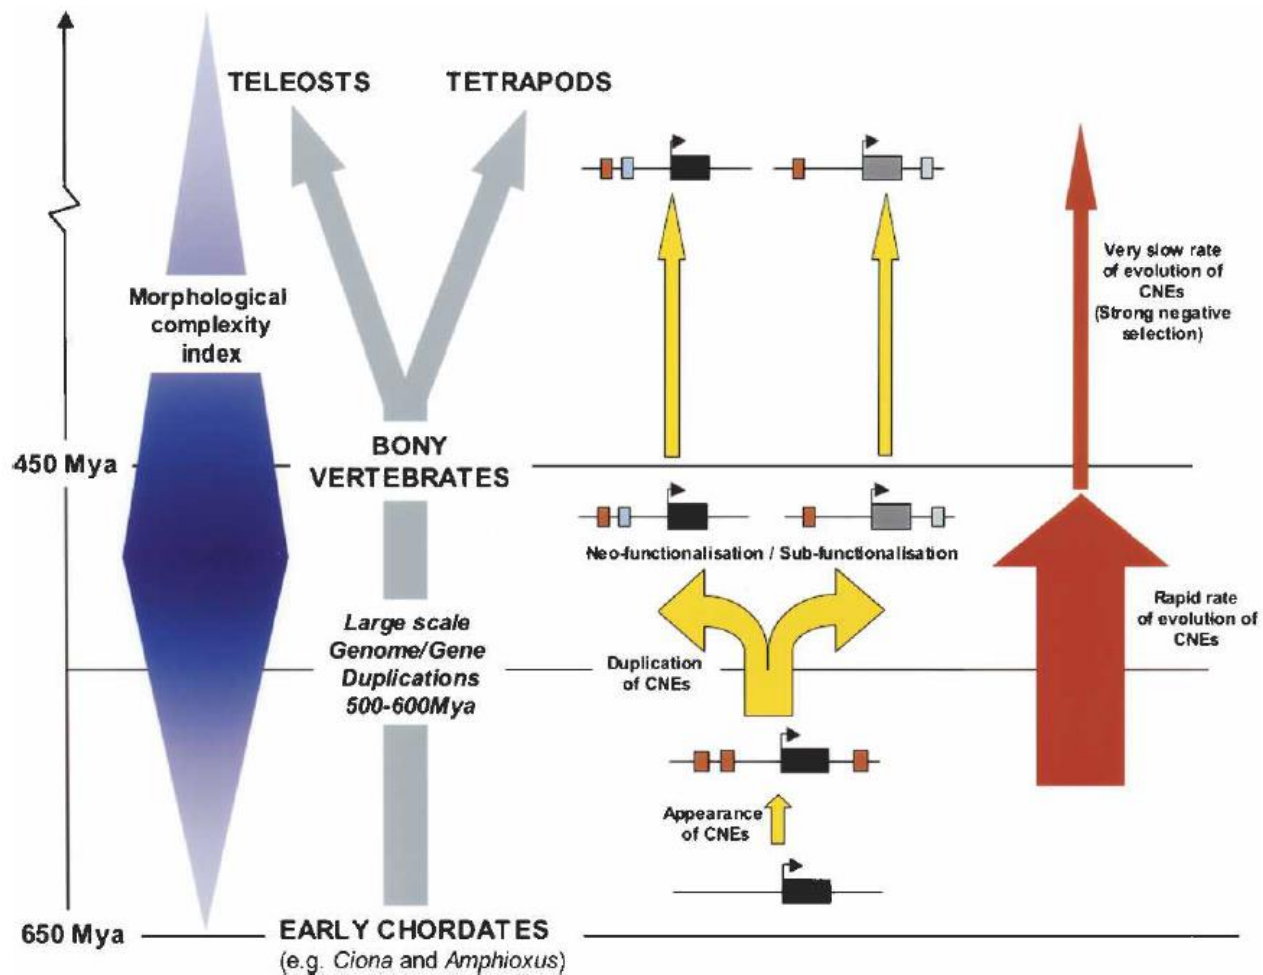 TELEOSTS
TETRAPODS
Morphological
complexity
index
Very slow rate
of evolution of
CNEs
(Strong negative
selection)
BONY
VERTEBRATES
450 Mya
Neo-functionalisation / Sub-functionalisation
Large scale
Genome/Gene
Duplications
500-600Mya
Duplication
of CNEs
Rapid rate
of evolution of
CNEs
Appearance
of CNEs
650 Mya
EARLY CHORDATES
(e.g. Ciona and Amphioxus)